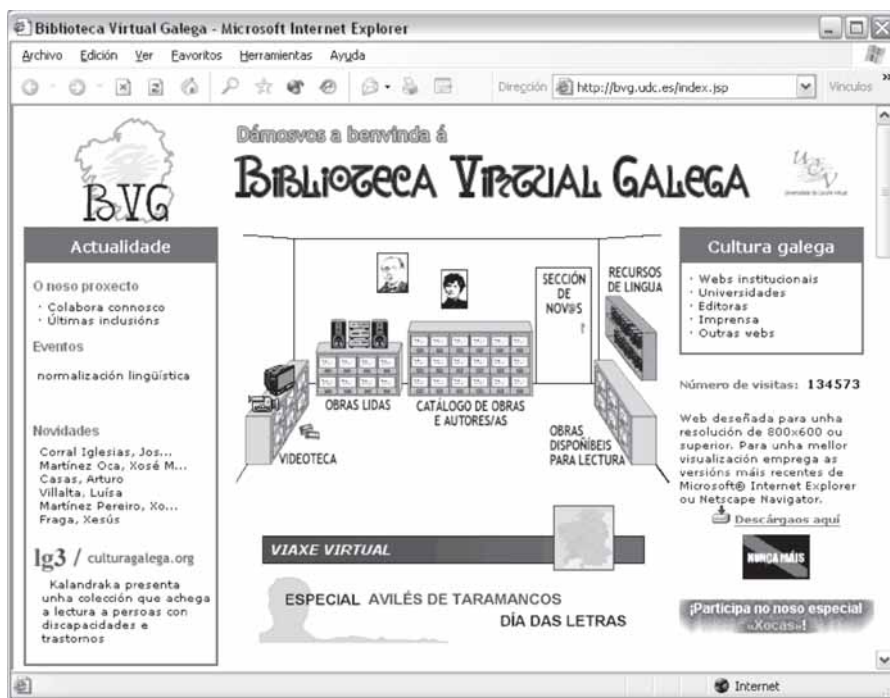 Biblioteca Virtual Galega - Microsoft Internet Explorer
Archivo Edición Ver Favoritos Herramientas Ayuda
Dirección http://bvg.udc.es/index.jsp Vínculos »
BVG
Dámosvos a benvinda á
BIBLIOTECA VIRTUAL GALEGA
UCV
Actualidade
O noso proxecto
· Colabora connosco
· Últimas inclusións
Eventos
normalización lingüística
Novidades
Corral Iglesias, Jos...
Martínez Oca, Xosé M...
Casas, Arturo
Villalta, Luísa
Martínez Pereiro, Xo...
Fraga, Xesús
lg3 / culturagalega.org
Kalandraka presenta
unha colección que achega
a lectura a persoas con
discapacidades e
trastornos
SECCIÓN
DE
NOV@S
RECURSOS
DE LINGUA
OBRAS LIDAS
CATÁLOGO DE OBRAS
E AUTORES/AS
VIDEOTECA
OBRAS
DISPOÑÍBEIS
PARA LECTURA
VIAXE VIRTUAL
ESPECIAL AVILÉS DE TARAMANCOS
DÍA DAS LETRAS
Cultura galega
· Webs institucionais
· Universidades
· Editoras
· Imprensa
· Outras webs
Número de visitas: 134573
Web deseñada para unha
resolución de 800x600 ou
superior. Para unha mellor
visualización emprega as
versións máis recentes de
Microsoft® Internet Explorer
ou Netscape Navigator.
Descárgaos aquí
NUNCA MÁIS
¡Participa no noso especial
«Xocas»!
Internet